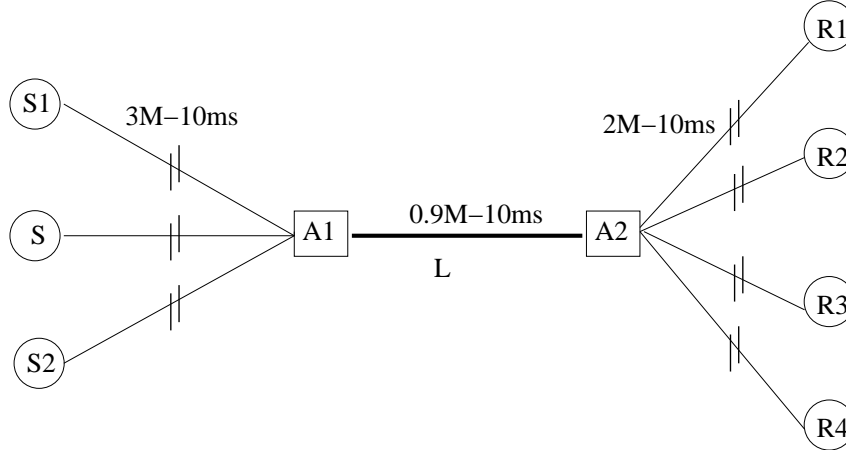 R1
S1
3M–10ms
2M–10ms
R2
0.9M–10ms
S
A1
A2
L
R3
S2
R4